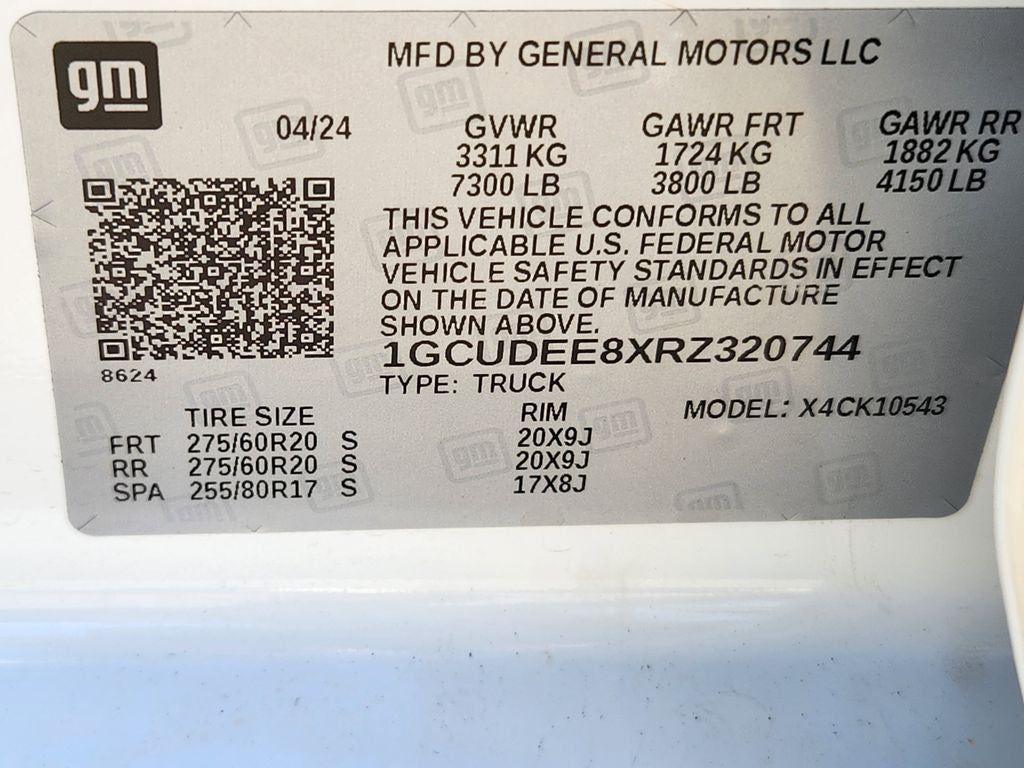 gm
MFD BY GENERAL MOTORS LLC
04/24 GVWR GAWR FRT GAWR RR
3311 KG 1724 KG 1882 KG
7300 LB 3800 LB 4150 LB
THIS VEHICLE CONFORMS TO ALL
APPLICABLE U.S. FEDERAL MOTOR
VEHICLE SAFETY STANDARDS IN EFFECT
ON THE DATE OF MANUFACTURE
SHOWN ABOVE.
1GCUDEE8XRZ320744
8624
TYPE: TRUCK
TIRE SIZE RIM MODEL: X4CK10543
FRT 275/60R20 S 20X9J
RR 275/60R20 S 20X9J
SPA 255/80R17 S 17X8J